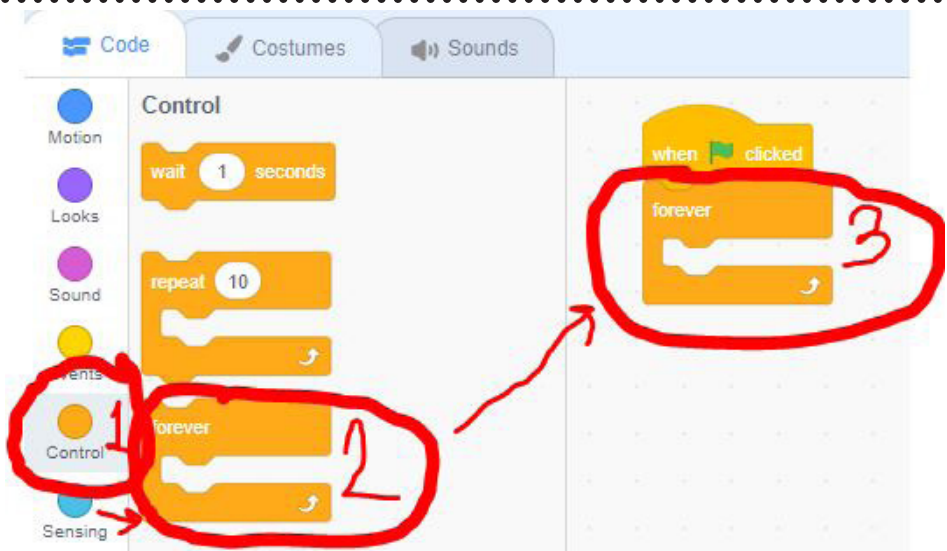 Code
Costumes
Sounds
Motion
Looks
Sound
Events
Control
Sensing
Control
wait 1 seconds
repeat 10
forever
when clicked
forever
1
2
3